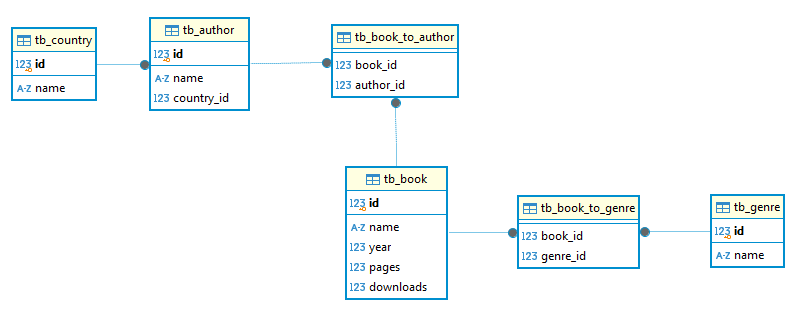 tb_country
123 id
A-Z name
tb_author
123 id
A-Z name
123 country_id
tb_book_to_author
123 book_id
123 author_id
tb_book
123 id
A-Z name
123 year
123 pages
123 downloads
tb_book_to_genre
123 book_id
123 genre_id
tb_genre
123 id
A-Z name